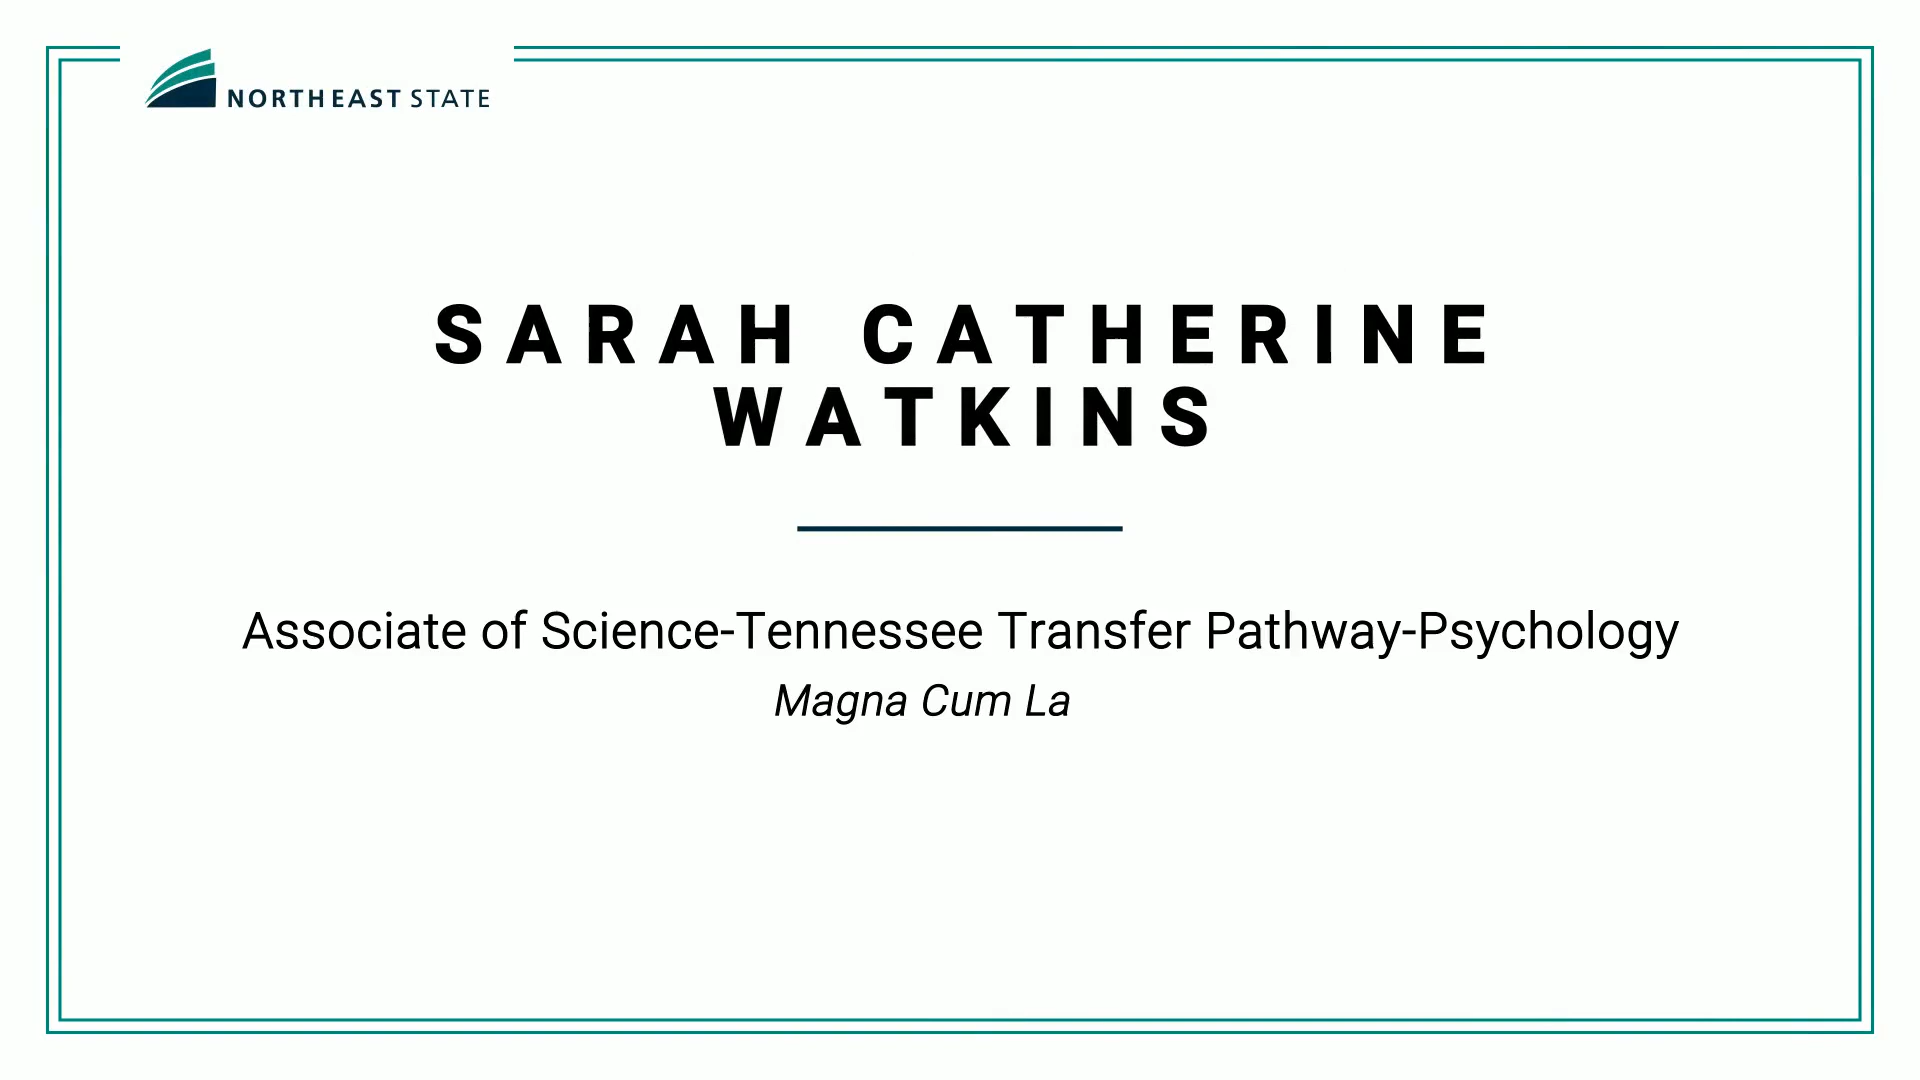 NORTHEAST STATE
SARAH CATHERINE
WATKINS
Associate of Science-Tennessee Transfer Pathway-Psychology
Magna Cum La